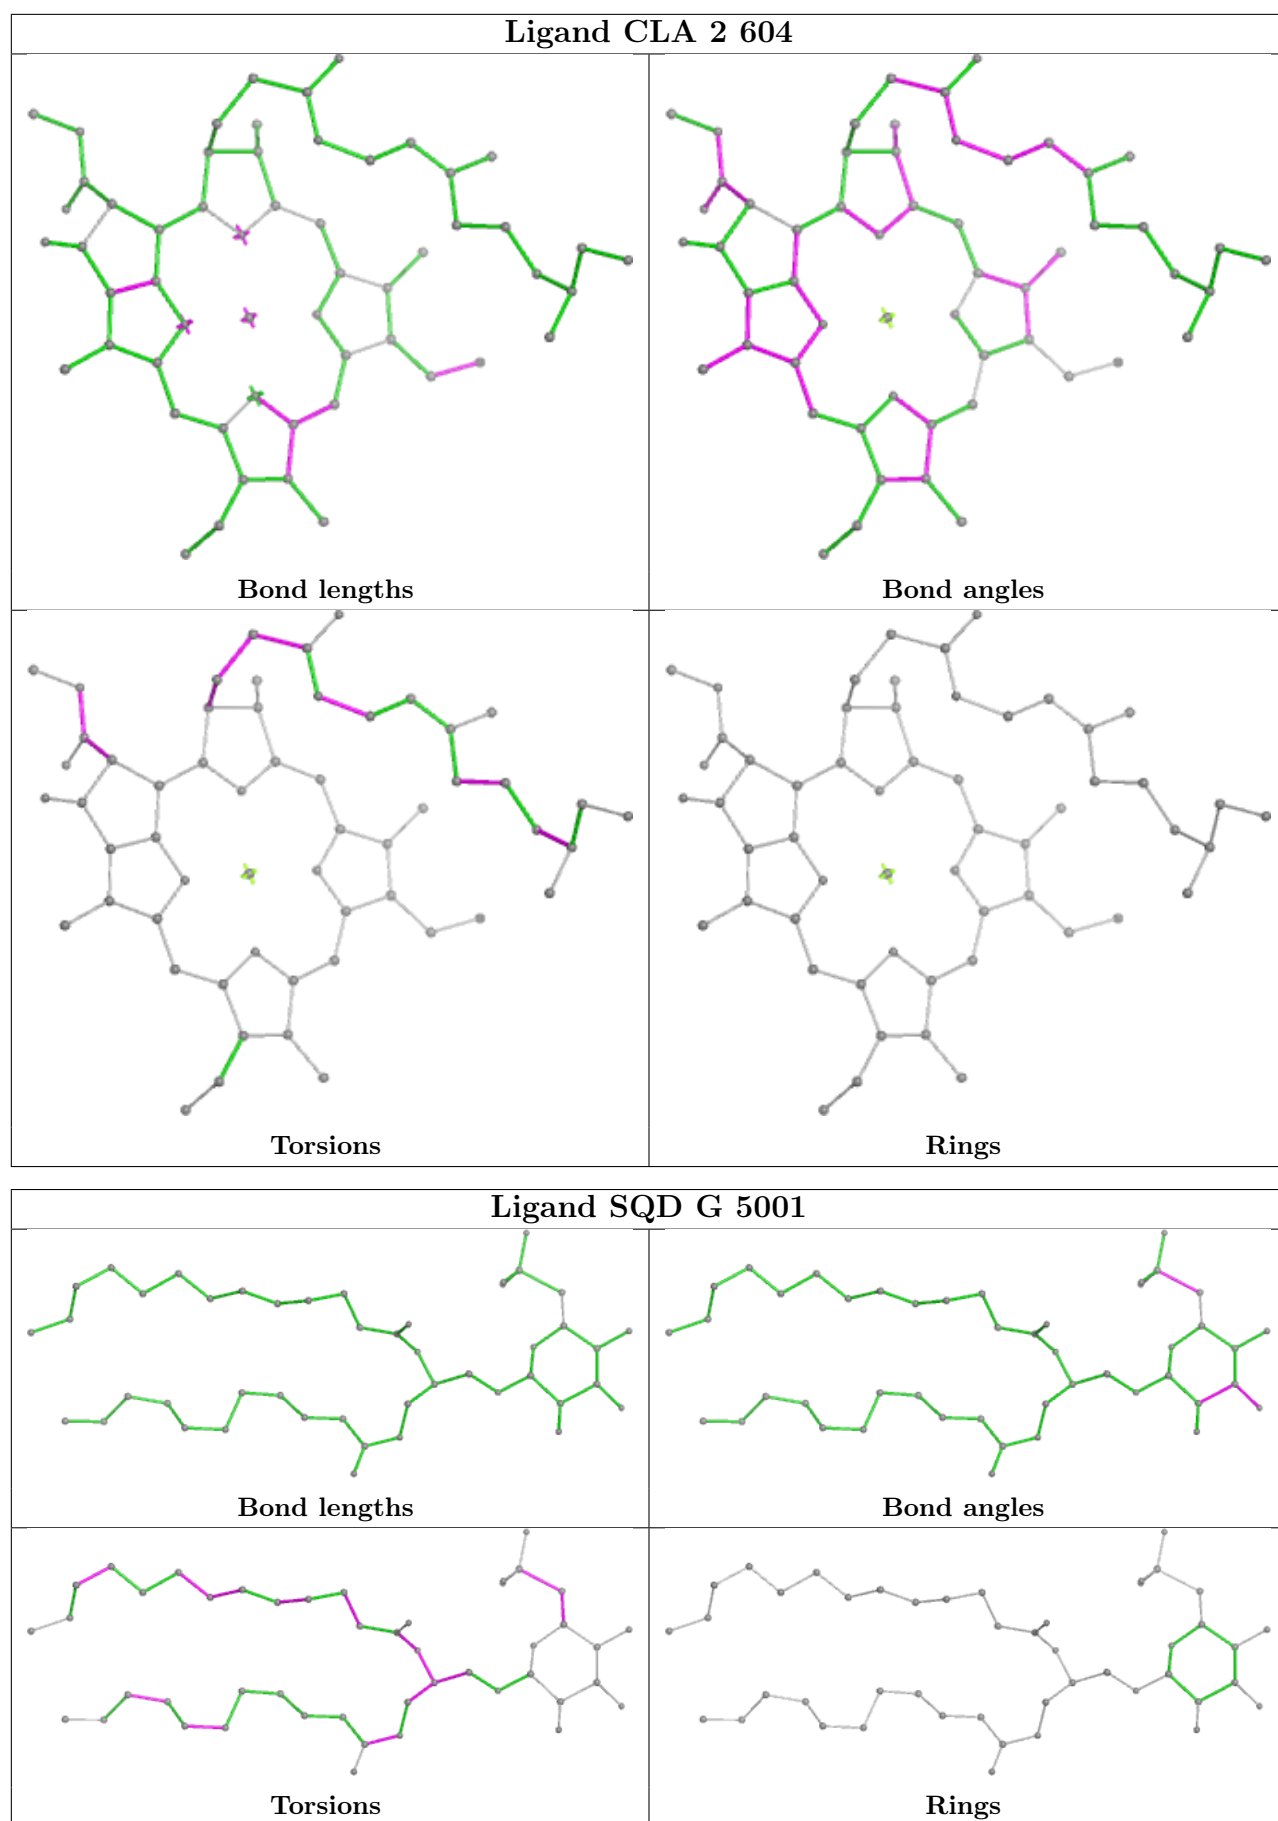 Ligand CLA 2 604
Bond lengths
Bond angles
Torsions
Rings
Ligand SQD G 5001
Bond lengths
Bond angles
Torsions
Rings